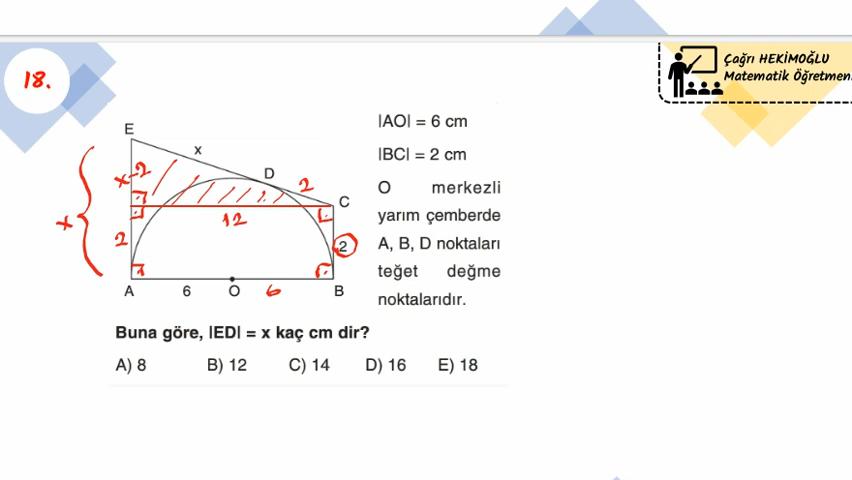 18.
Çağrı HEKİMOĞLU
Matematik Öğretmen
|AO| = 6 cm
|BC| = 2 cm
O merkezli
yarım çemberde
A, B, D noktaları
teğet değme
noktalarıdır.
E
x
D
x-2
2
C
x
2
12
2
A 6 O 6 B
Buna göre, |ED| = x kaç cm dir?
A) 8 B) 12 C) 14 D) 16 E) 18